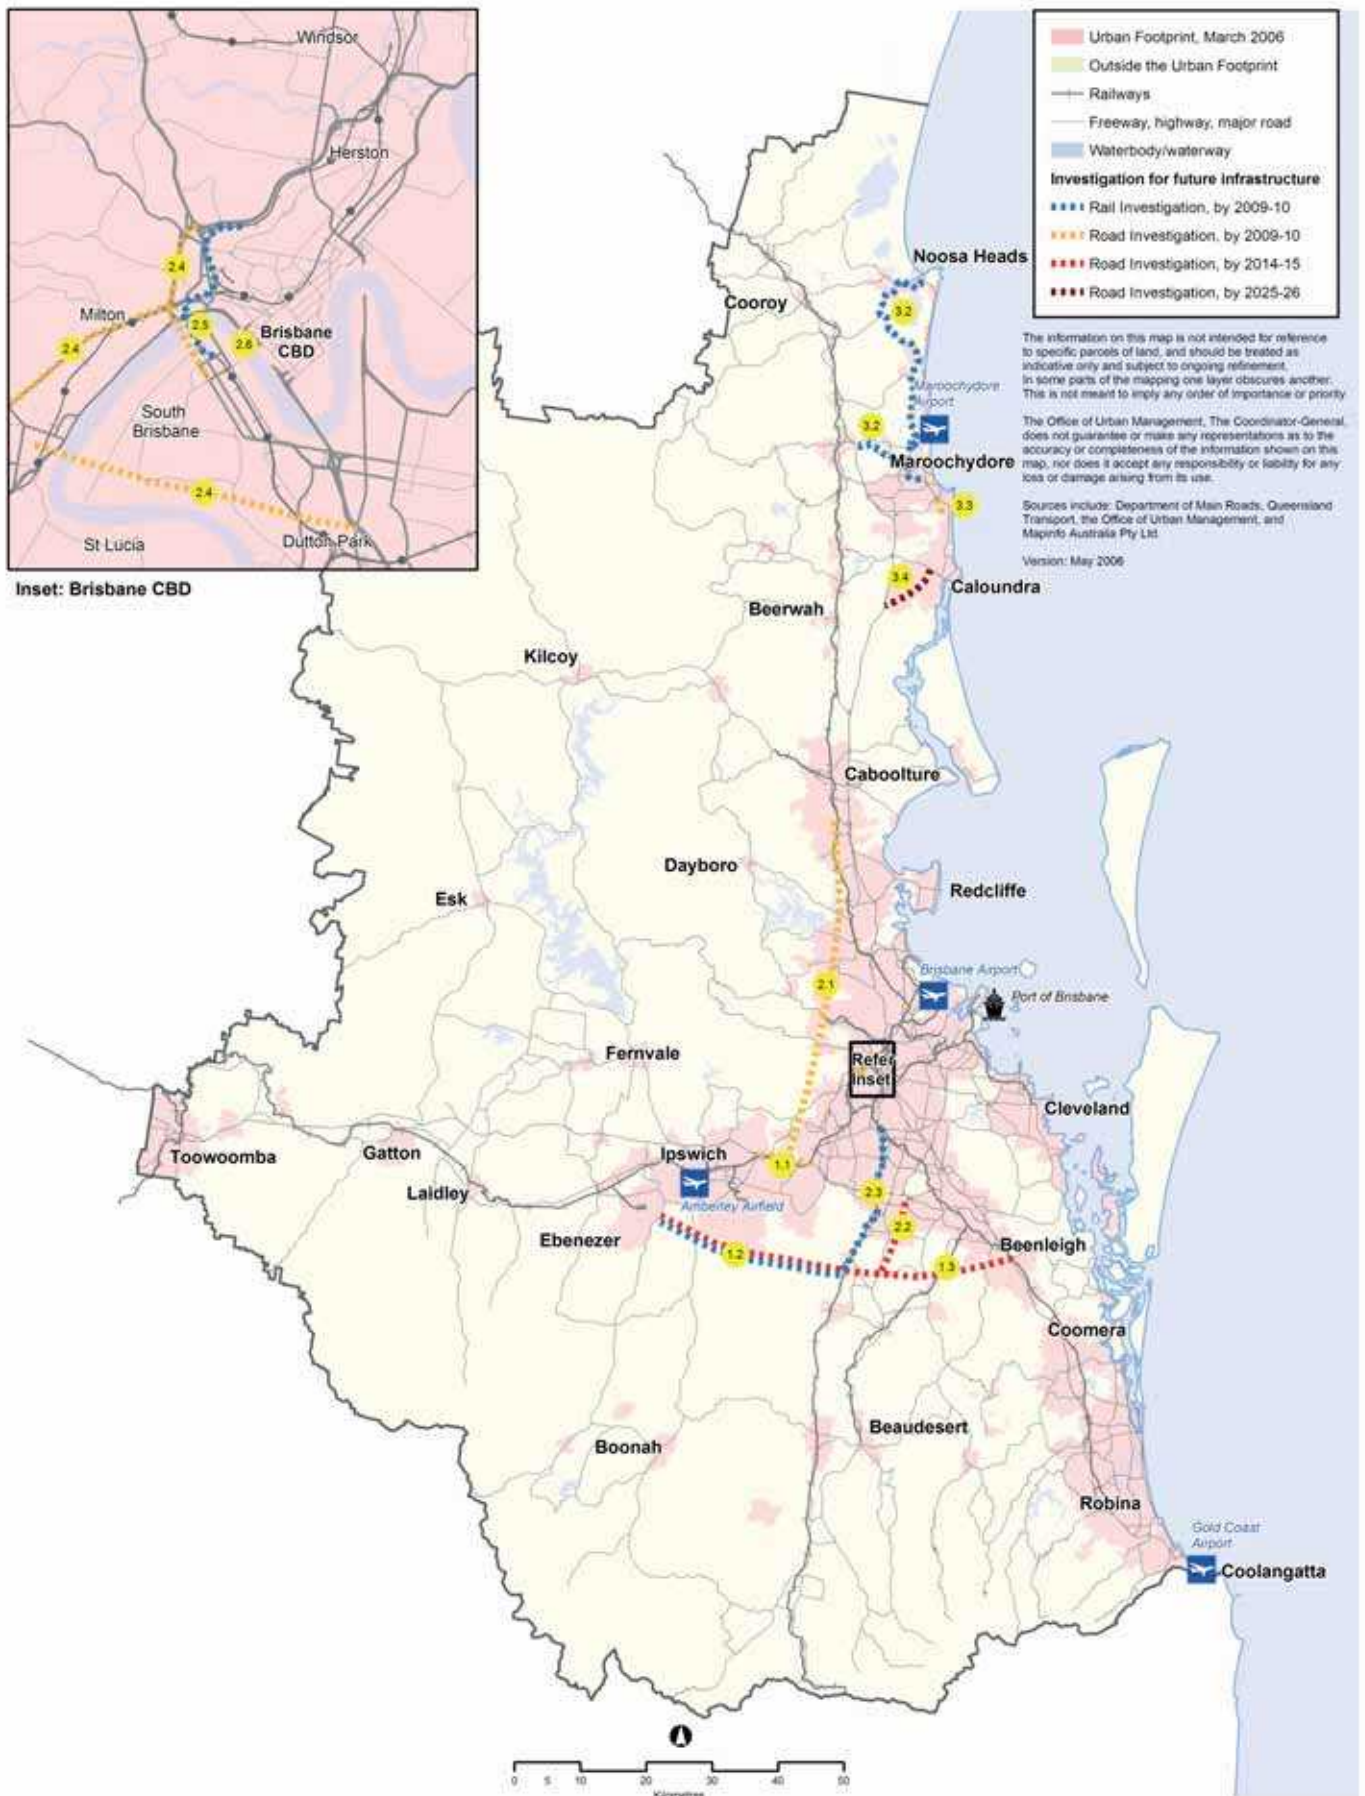 Windsor
Herston
2.4
Milton
2.5
2.6
Brisbane
CBD
2.4
South
Brisbane
2.4
St Lucia
Dutton Park
Inset: Brisbane CBD
Urban Footprint, March 2006
Outside the Urban Footprint
Railways
Freeway, highway, major road
Waterbody/waterway
Investigation for future infrastructure
Rail Investigation, by 2009-10
Road Investigation, by 2009-10
Road Investigation, by 2014-15
Road Investigation, by 2025-26
The information on this map is not intended for reference
to specific parcels of land, and should be treated as
indicative only and subject to ongoing refinement.
In some parts of the mapping one layer obscures another.
This is not meant to imply any order of importance or priority
The Office of Urban Management, The Coordinator-General,
does not guarantee or make any representations as to the
accuracy or completeness of the information shown on this
map, nor does it accept any responsibility or liability for any
loss or damage arising from its use.
Sources include: Department of Main Roads, Queensland
Transport, the Office of Urban Management, and
Mapinfo Australia Pty Ltd
Version: May 2006
Noosa Heads
Cooroy
3.2
Maroochydore
Airport
3.2
Maroochydore
3.3
3.4
Caloundra
Beerwah
Kilcoy
Caboolture
Dayboro
Redcliffe
Esk
Brisbane Airport
2.1
Port of Brisbane
Fernvale
Refer
Inset
Cleveland
Toowoomba
Gatton
Ipswich
1.1
Laidley
2.3
Amberley Airfield
2.2
Ebenezer
1.2
Beenleigh
1.3
Coomera
Beaudesert
Boonah
Robina
Gold Coast
Airport
Coolangatta
0 5 10 20 30 40 50
Kilometres